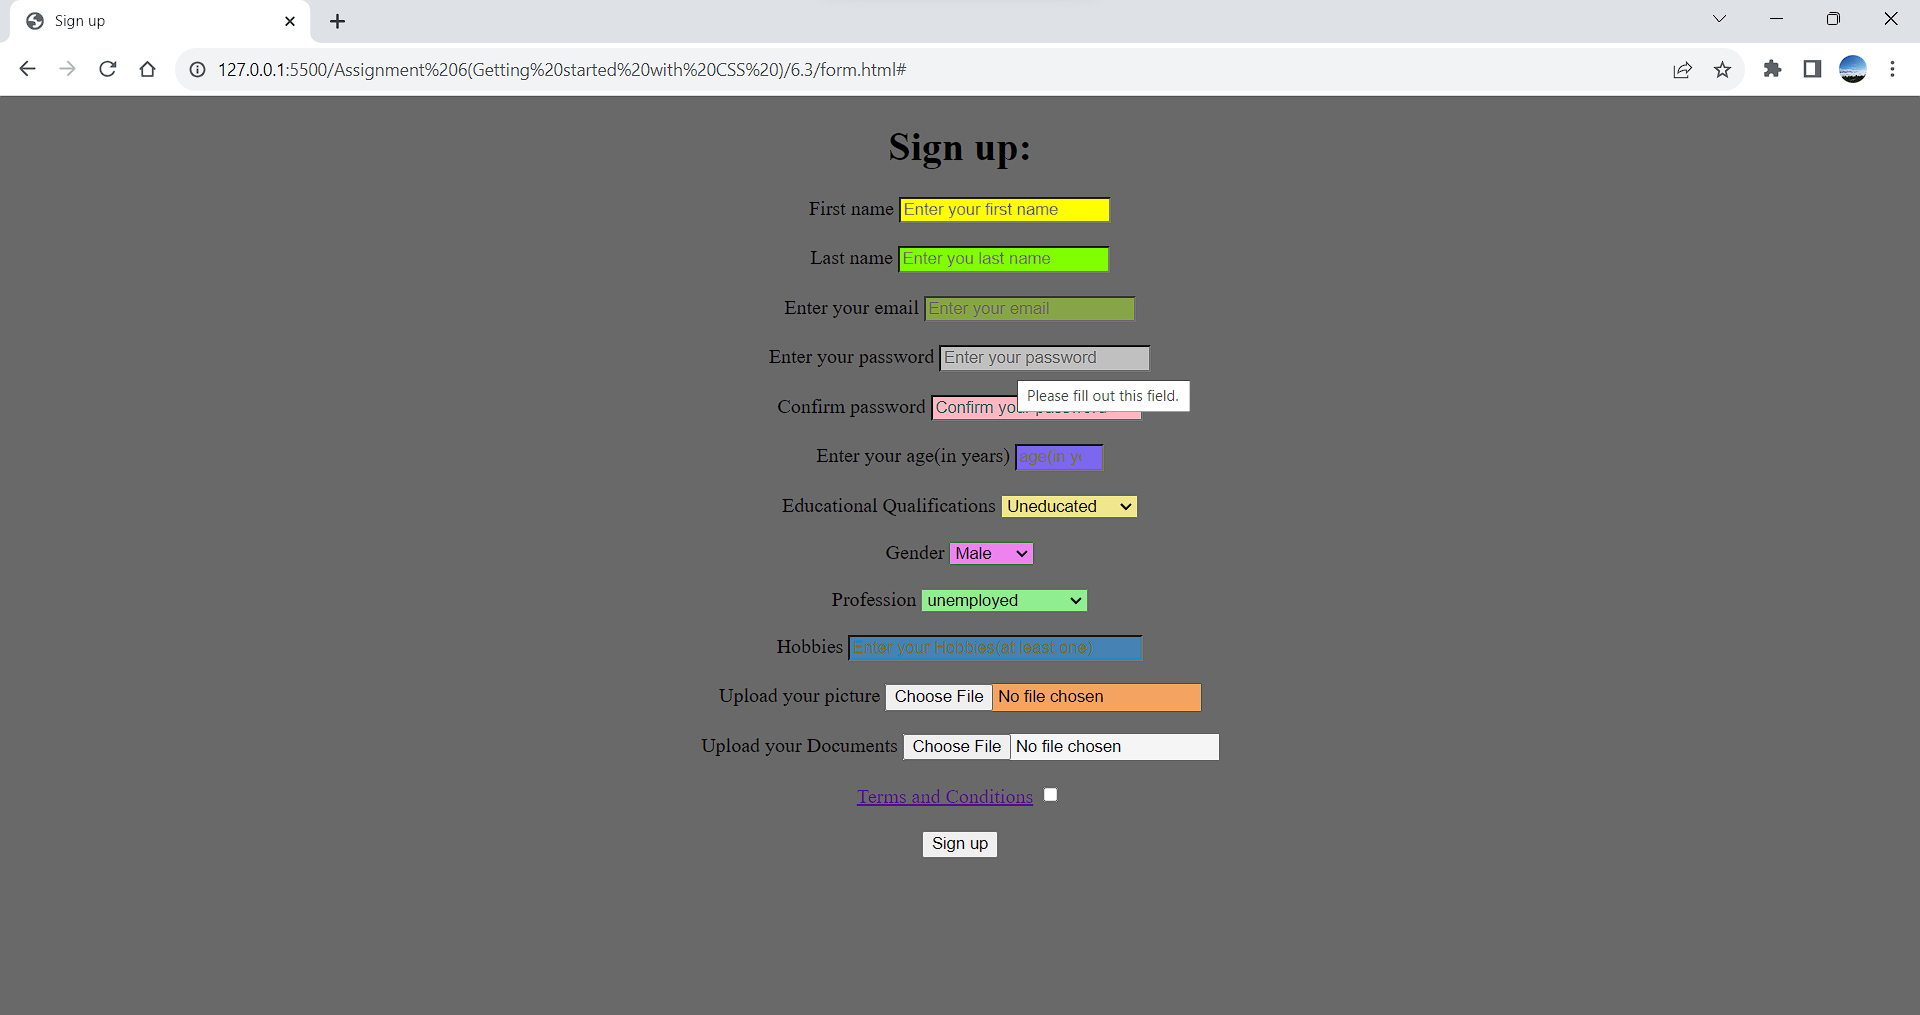 Sign up
127.0.0.1:5500/Assignment%206(Getting%20started%20with%20CSS%20)/6.3/form.html#
Sign up:
First name Enter your first name
Last name Enter you last name
Enter your email Enter your email
Enter your password Enter your password
Please fill out this field.
Confirm password Confirm your password
Enter your age(in years) age(in ye
Educational Qualifications Uneducated
Gender Male
Profession unemployed
Hobbies Enter your Hobbies(at least one)
Upload your picture Choose File No file chosen
Upload your Documents Choose File No file chosen
Terms and Conditions
Sign up